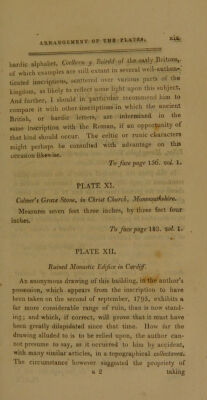 ARRANGEMENT OF THE PLATES. xix
bardic alphabet, Coelbren y Beirdd of the early Britons,
of which examples are still extant in several well-authen-
ticated inscriptions, scattered over various parts of the
kingdom, as likely to reflect some light upon this subject.
And further, I should in particular recommend him to
compare it with other inscriptions in which the ancient
British, or bardic letters, are intermixed in the
same inscription with the Roman, if an opportunity of
that kind should occur. The celtic or runic characters
might perhaps be consulted with advantage on this
occasion likewise.
To face page 136. vol. 1.
PLATE XI.
Colmer's Grave Stone, in Christ Church, Monmouthshire.
Measures seven feet three inches, by three feet four
inches.
To face page 183. vol. 1.
PLATE XII.
Ruined Monastic Edifice in Cardiff.
An anonymous drawing of this building, in the author's
possession, which appears from the inscription to have
been taken on the second of september, 1795, exhibits a
far more considerable range of ruin, than is now stand-
ing; and which, if correct, will prove that it must have
been greatly dilapidated since that time. How far the
drawing alluded to is to be relied upon, the author can-
not presume to say, as it occurred to him by accident,
with many similar articles, in a topographical collectanea.
The circumstance however suggested the propriety of
a 2 taking